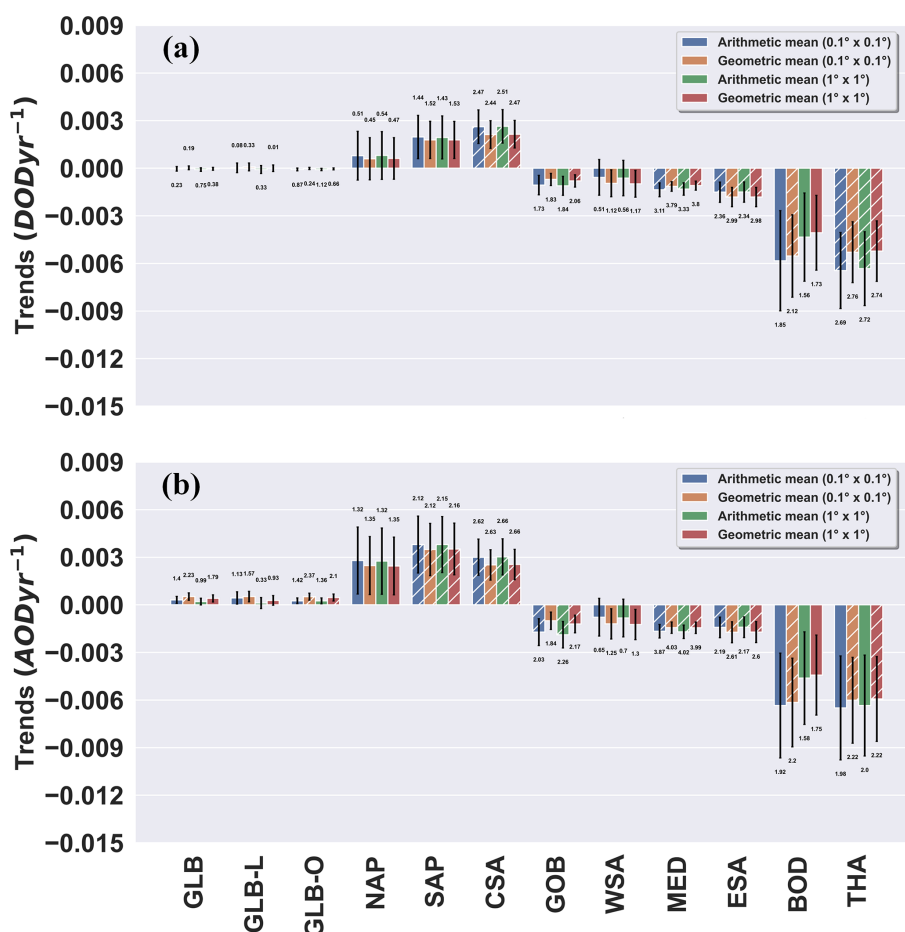 (a)
Arithmetic mean (0.1° x 0.1°)
Geometric mean (0.1° x 0.1°)
Arithmetic mean (1° x 1°)
Geometric mean (1° x 1°)
Trends (DODyr⁻¹)
0.009
0.006
0.003
0.000
−0.003
−0.006
−0.009
−0.012
−0.015
0.23 0.19 0.75 0.38
0.08 0.33 0.33 0.01
0.87 0.24 1.12 0.66
0.51 0.45 0.54 0.47
1.44 1.52 1.43 1.53
2.47 2.44 2.51 2.47
1.73 1.83 1.84 2.06
0.51 1.12 0.56 1.17
3.11 3.79 3.33 3.8
2.36 2.99 2.34 2.98
1.85 2.12 1.56 1.73
2.69 2.76 2.72 2.74
(b)
Arithmetic mean (0.1° x 0.1°)
Geometric mean (0.1° x 0.1°)
Arithmetic mean (1° x 1°)
Geometric mean (1° x 1°)
Trends (AODyr⁻¹)
0.009
0.006
0.003
0.000
−0.003
−0.006
−0.009
−0.012
−0.015
1.4 2.23 0.99 1.79
1.13 1.57 0.33 0.93
1.42 2.37 1.36 2.1
1.32 1.35 1.32 1.35
2.12 2.12 2.15 2.16
2.62 2.63 2.66 2.66
2.03 1.84 2.26 2.17
0.65 1.25 0.7 1.3
3.87 4.03 4.02 3.99
2.19 2.61 2.17 2.6
1.92 2.2 1.58 1.75
1.98 2.22 2.0 2.22
GLB
GLB-L
GLB-O
NAP
SAP
CSA
GOB
WSA
MED
ESA
BOD
THA